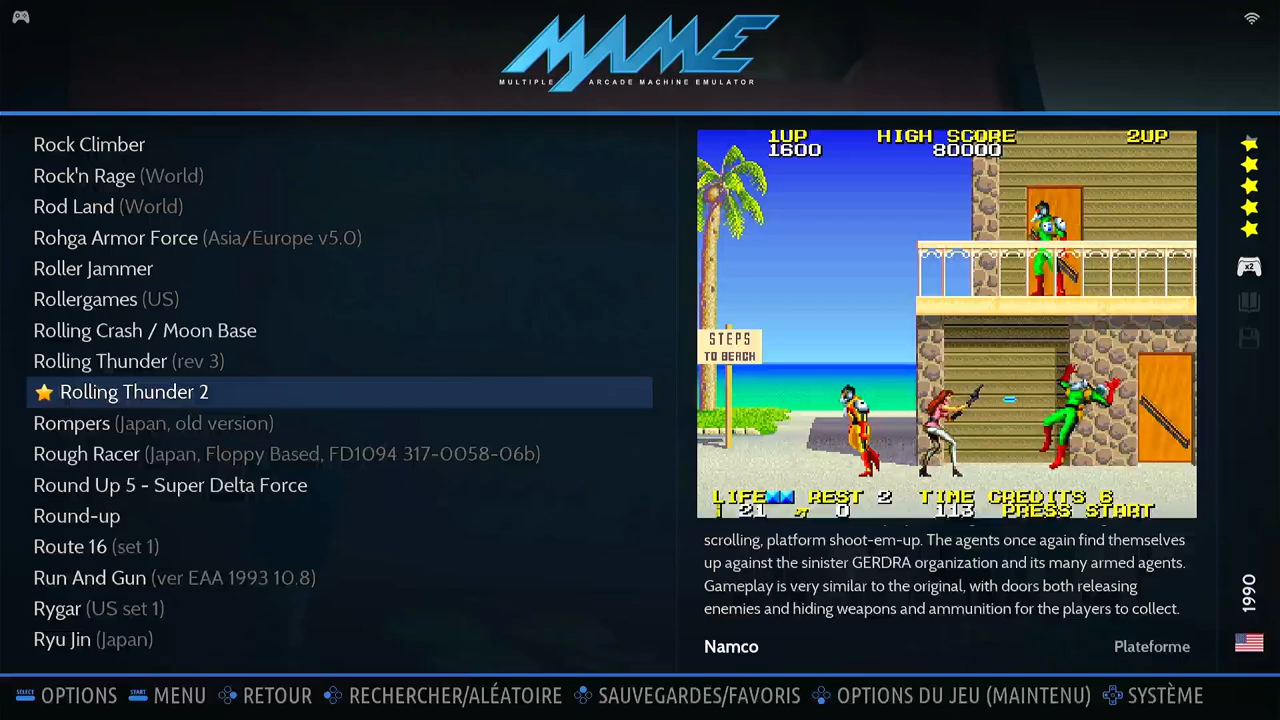 MAME
MULTIPLE ARCADE MACHINE EMULATOR
Rock Climber
Rock'n Rage (World)
Rod Land (World)
Rohga Armor Force (Asia/Europe v5.0)
Roller Jammer
Rollergames (US)
Rolling Crash / Moon Base
Rolling Thunder (rev 3)
Rolling Thunder 2
Rompers (Japan, old version)
Rough Racer (Japan, Floppy Based, FD1094 317-0058-06b)
Round Up 5 - Super Delta Force
Round-up
Route 16 (set 1)
Run And Gun (ver EAA 1993 10.8)
Rygar (US set 1)
Ryu Jin (Japan)
1UP HIGH SCORE 2UP
1600 80000
STEPS
TO BEACH
LIFE REST 2 TIME CREDITS 6
21 0 113 PRESS START
x2
scrolling, platform shoot-em-up. The agents once again find themselves
up against the sinister GERDRA organization and its many armed agents.
Gameplay is very similar to the original, with doors both releasing
enemies and hiding weapons and ammunition for the players to collect.
Namco Plateforme
1990
SELECT OPTIONS START MENU RETOUR RECHERCHER/ALÉATOIRE SAUVEGARDES/FAVORIS OPTIONS DU JEU (MAINTENU) SYSTÈME